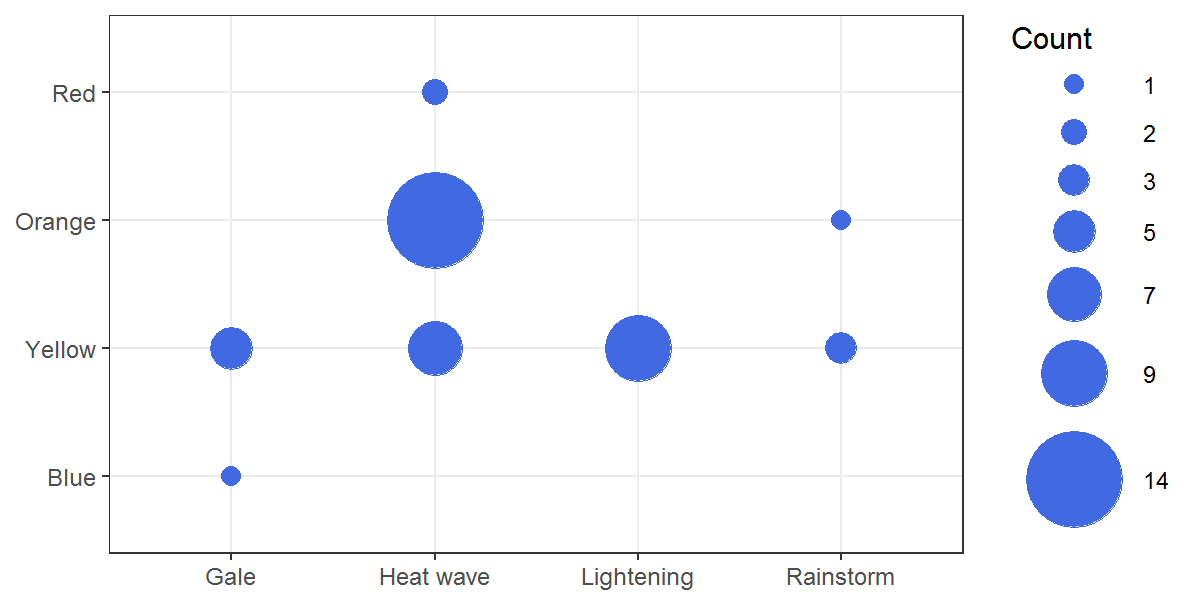 Count
1
2
3
5
7
9
14
Red
Orange
Yellow
Blue
Gale
Heat wave
Lightening
Rainstorm